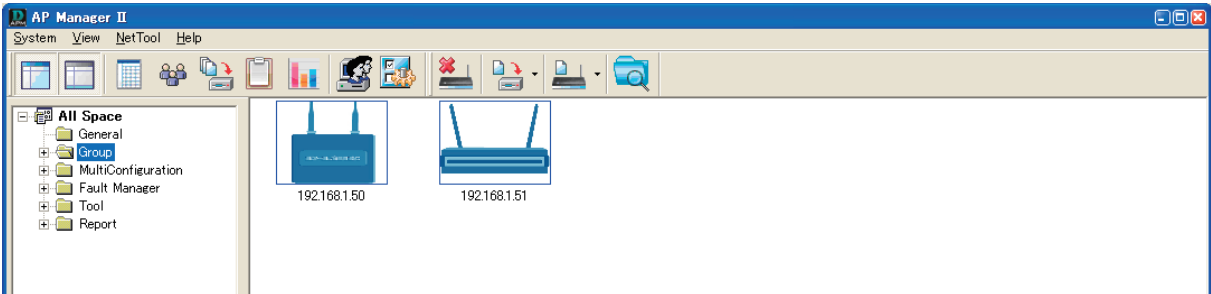 AP Manager II
System View NetTool Help
All Space
General
Group
MultiConfiguration
Fault Manager
Tool
Report
192.168.1.50
192.168.1.51